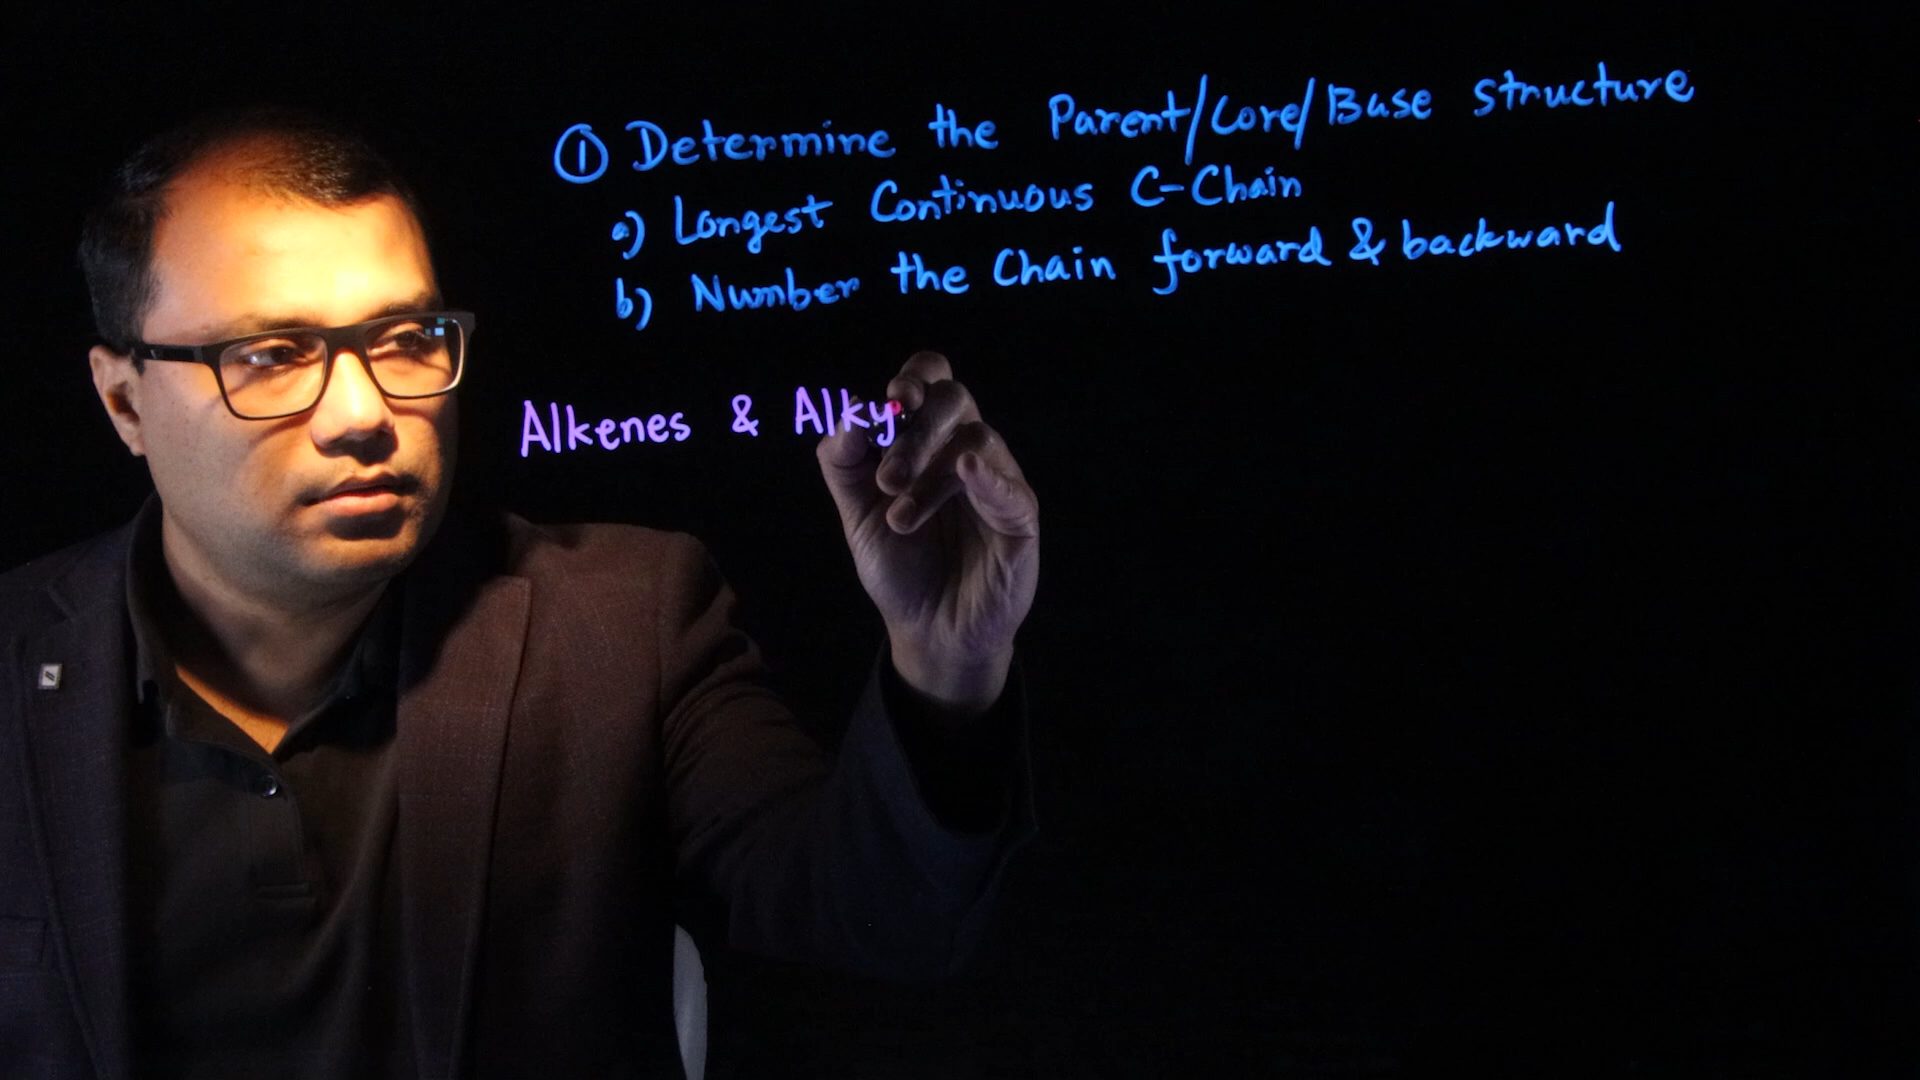 ① Determine the Parent/Core/Base structure
a) Longest Continuous C-Chain
b) Number the Chain forward & backward
Alkenes & Alky